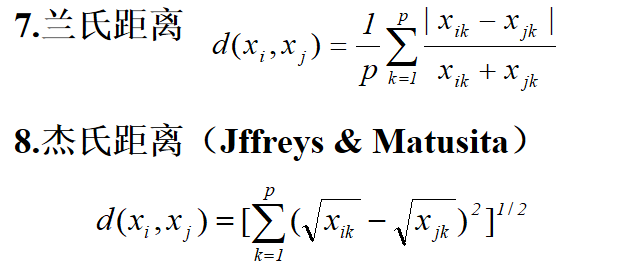 7.兰氏距离 d(x_i,x_j) = \frac{1}{p} \sum_{k=1}^{p} \frac{|x_{ik} - x_{jk}|}{x_{ik} + x_{jk}}
8.杰氏距离（Jffreys & Matusita）
d(x_i,x_j) = [\sum_{k=1}^{p} (\sqrt{x_{ik}} - \sqrt{x_{jk}})^2]^{1/2}